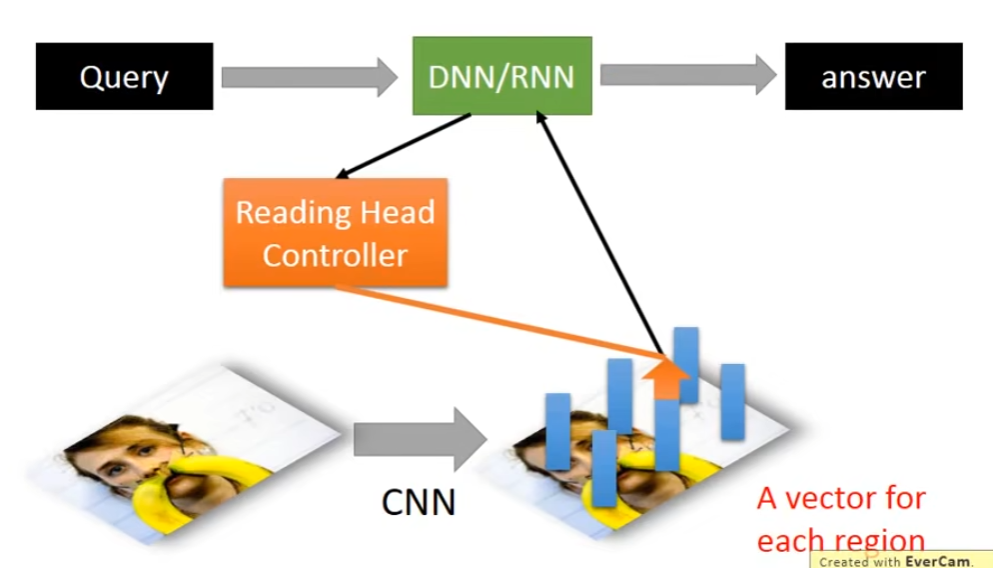 Query
DNN/RNN
answer
Reading Head
Controller
CNN
A vector for
each region
Created with EverCam.